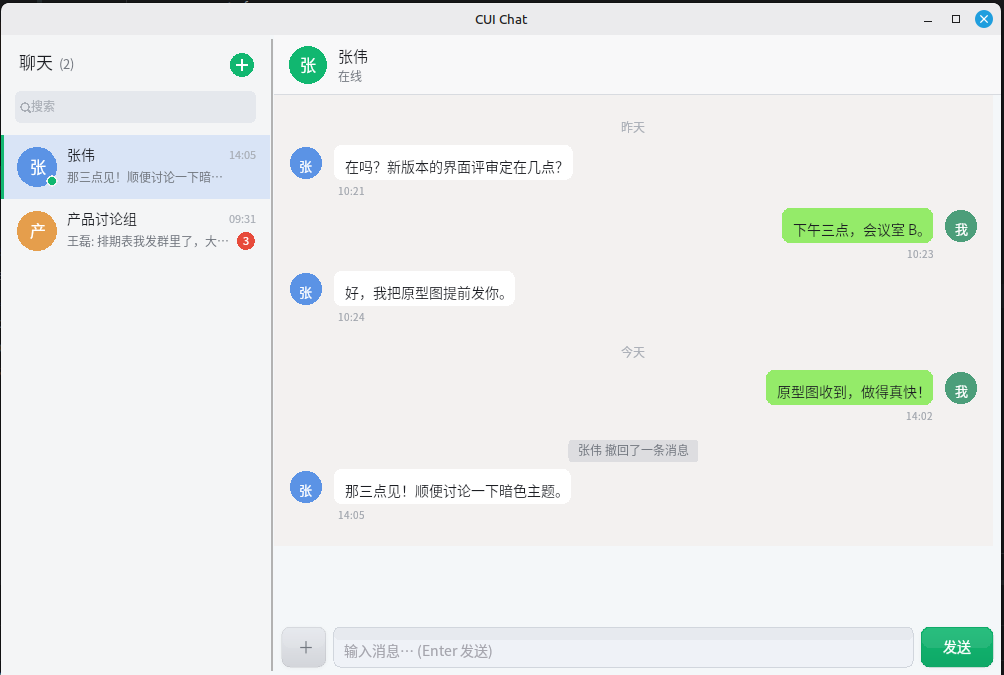 CUI Chat
聊天 (2)
搜索
张
张伟
14:05
那三点见！顺便讨论一下暗…
产
产品讨论组
09:31
王磊: 排期表我发群里了，大…
3
张
张伟
在线
昨天
张
在吗？新版本的界面评审定在几点？
10:21
下午三点，会议室 B。
我
10:23
张
好，我把原型图提前发你。
10:24
今天
原型图收到，做得真快！
我
14:02
张伟 撤回了一条消息
张
那三点见！顺便讨论一下暗色主题。
14:05
输入消息… (Enter 发送)
发送